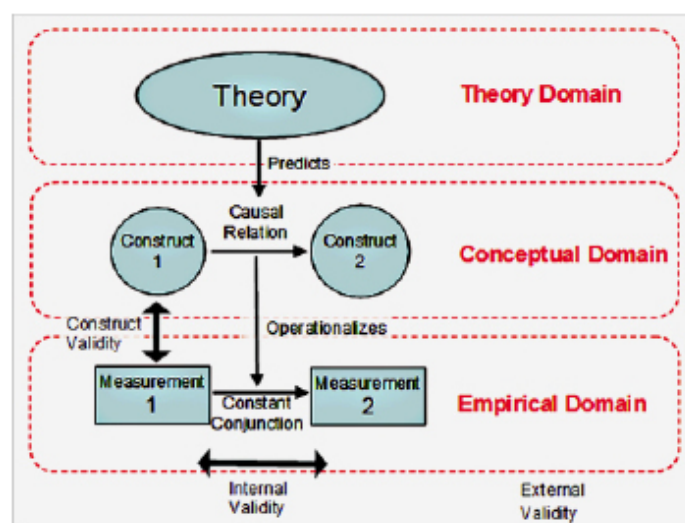 Theory
Theory Domain
Predicts
Causal
Relation
Construct
1
Construct
2
Conceptual Domain
Construct
Validity
Operationalizes
Measurement
1
Constant
Conjunction
Measurement
2
Empirical Domain
Internal
Validity
External
Validity